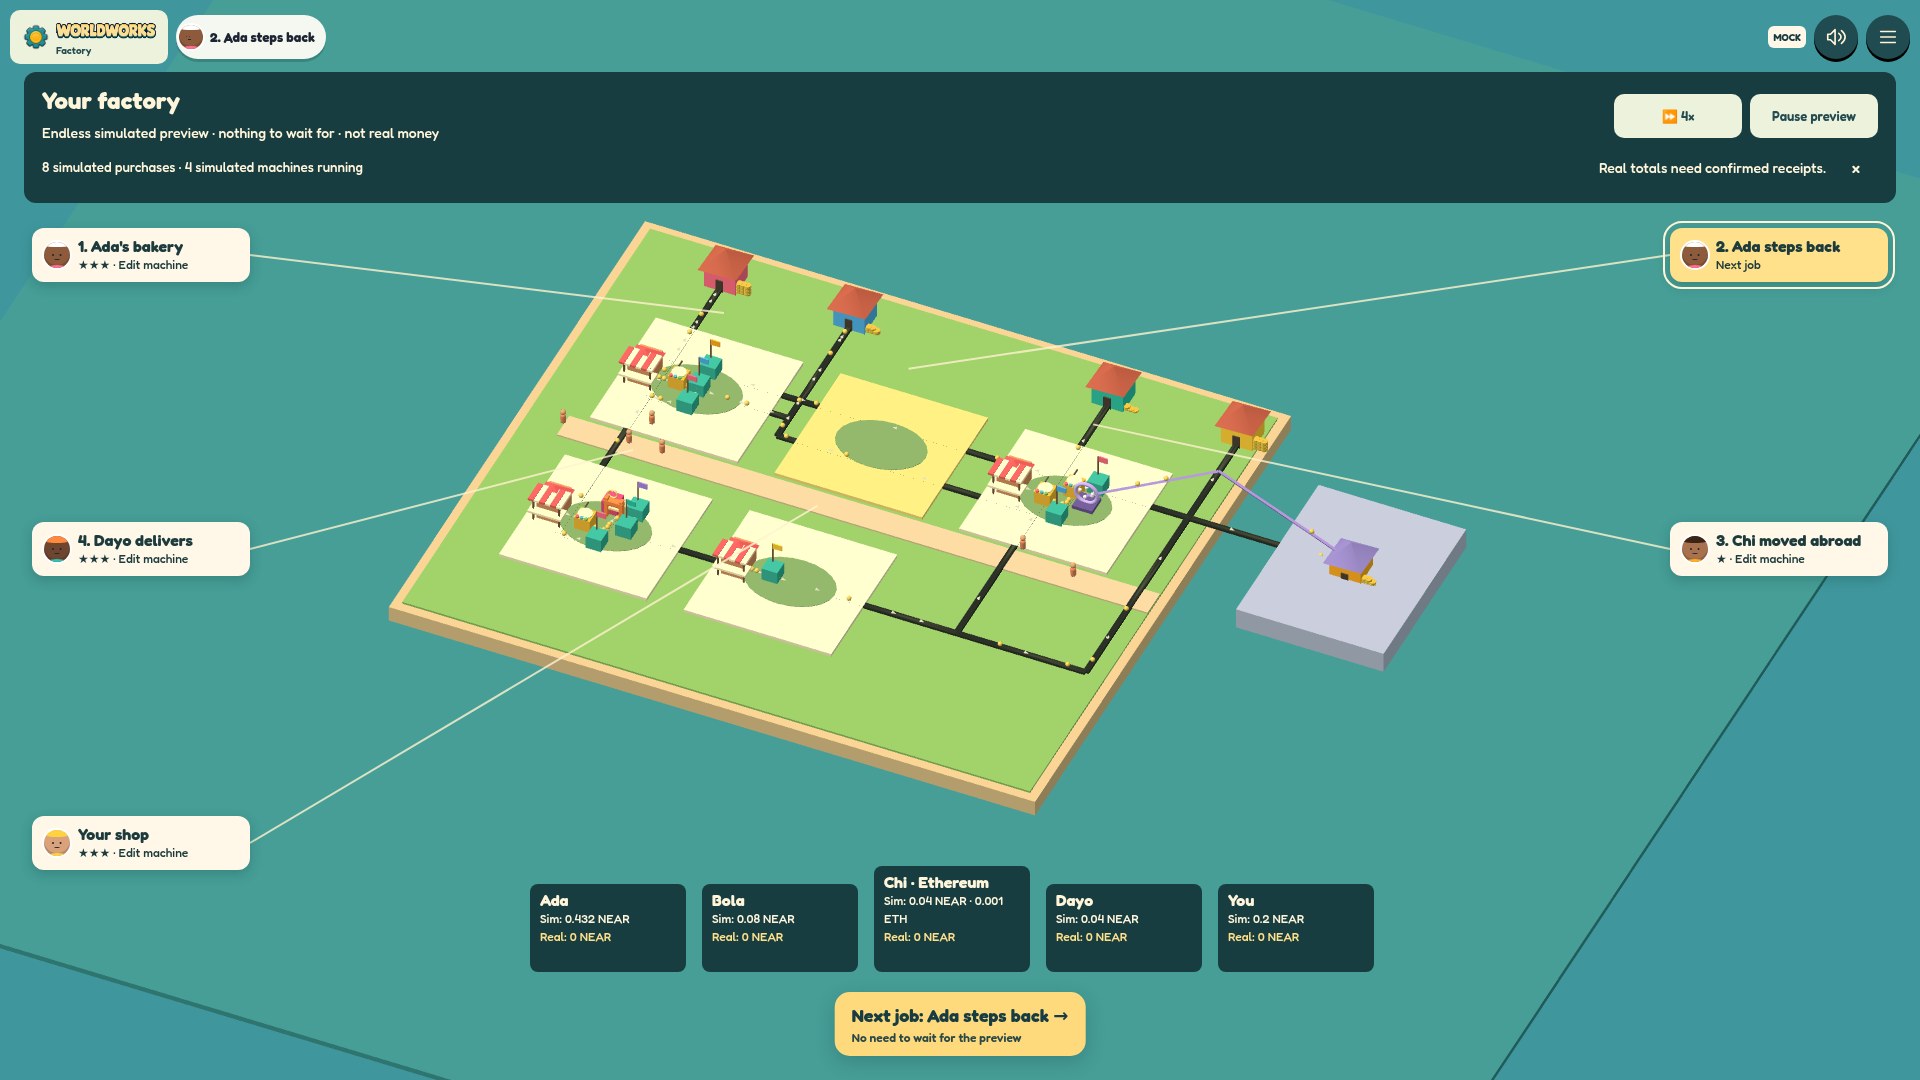 WORLDWORKS
Factory
2. Ada steps back
MOCK
Your factory
Endless simulated preview · nothing to wait for · not real money
8 simulated purchases · 4 simulated machines running
⏩ 4x
Pause preview
Real totals need confirmed receipts.
×
1. Ada's bakery
★★★ · Edit machine
2. Ada steps back
Next job
4. Dayo delivers
★★★ · Edit machine
3. Chi moved abroad
★ · Edit machine
Your shop
★★★ · Edit machine
Ada
Sim: 0.432 NEAR
Real: 0 NEAR
Bola
Sim: 0.08 NEAR
Real: 0 NEAR
Chi · Ethereum
Sim: 0.04 NEAR · 0.001
ETH
Real: 0 NEAR
Dayo
Sim: 0.04 NEAR
Real: 0 NEAR
You
Sim: 0.2 NEAR
Real: 0 NEAR
Next job: Ada steps back →
No need to wait for the preview